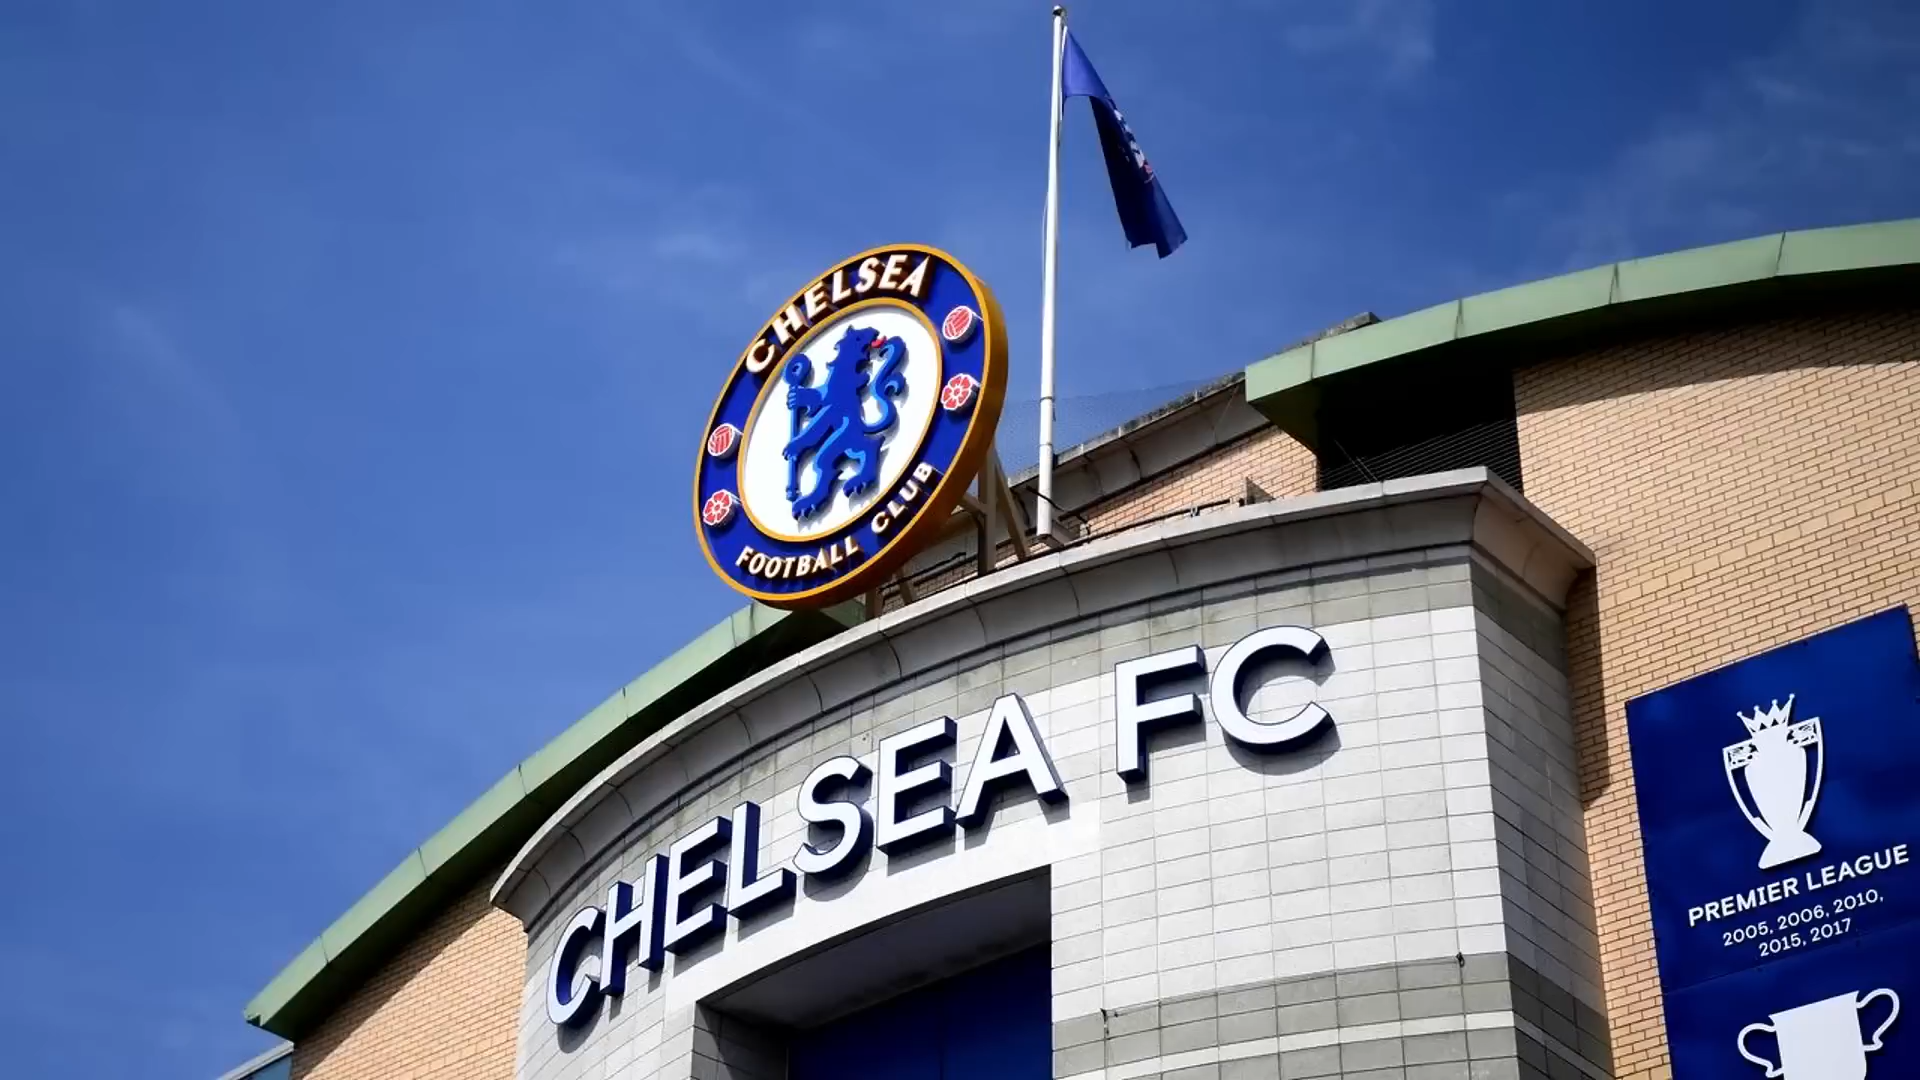 CHELSEA
FOOTBALL CLUB
CHELSEA FC
PREMIER LEAGUE
2005, 2006, 2010,
2015, 2017